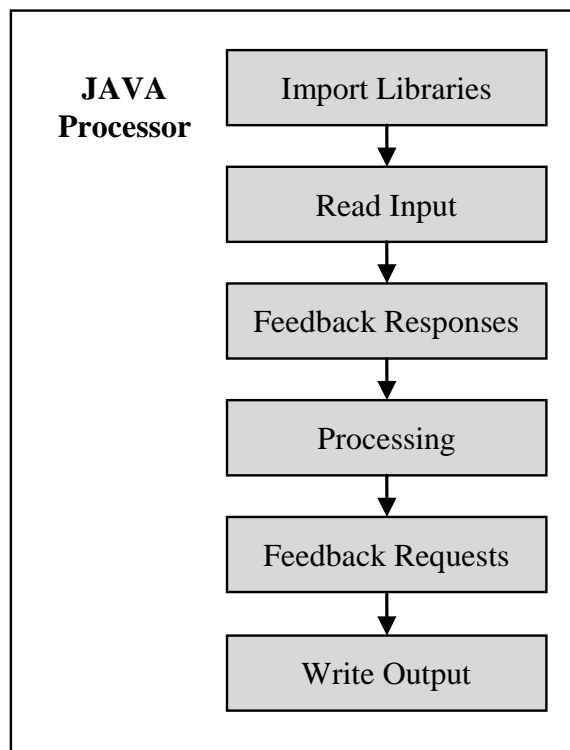 JAVA
Processor
Import Libraries
Read Input
Feedback Responses
Processing
Feedback Requests
Write Output